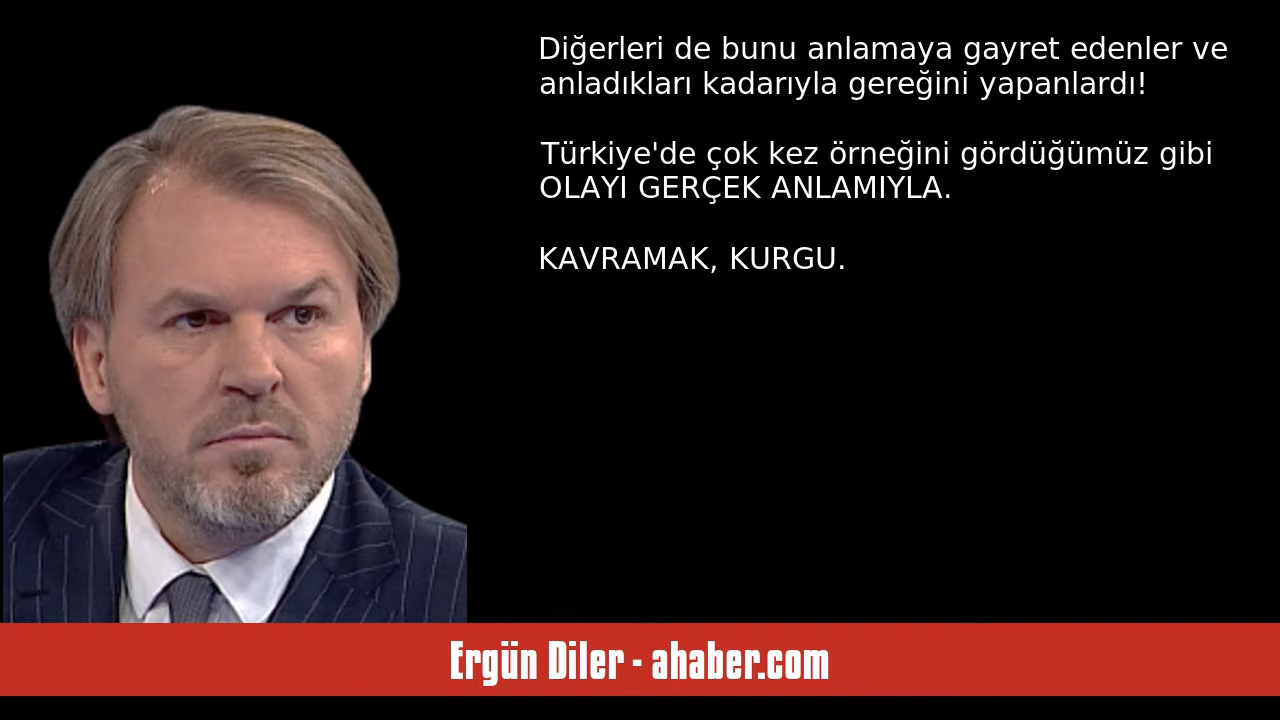 Diğerleri de bunu anlamaya gayret edenler ve
anladıkları kadarıyla gereğini yapanlardı!
Türkiye'de çok kez örneğini gördüğümüz gibi
OLAYI GERÇEK ANLAMIYLA.
KAVRAMAK, KURGU.
Ergün Diler - ahaber.com